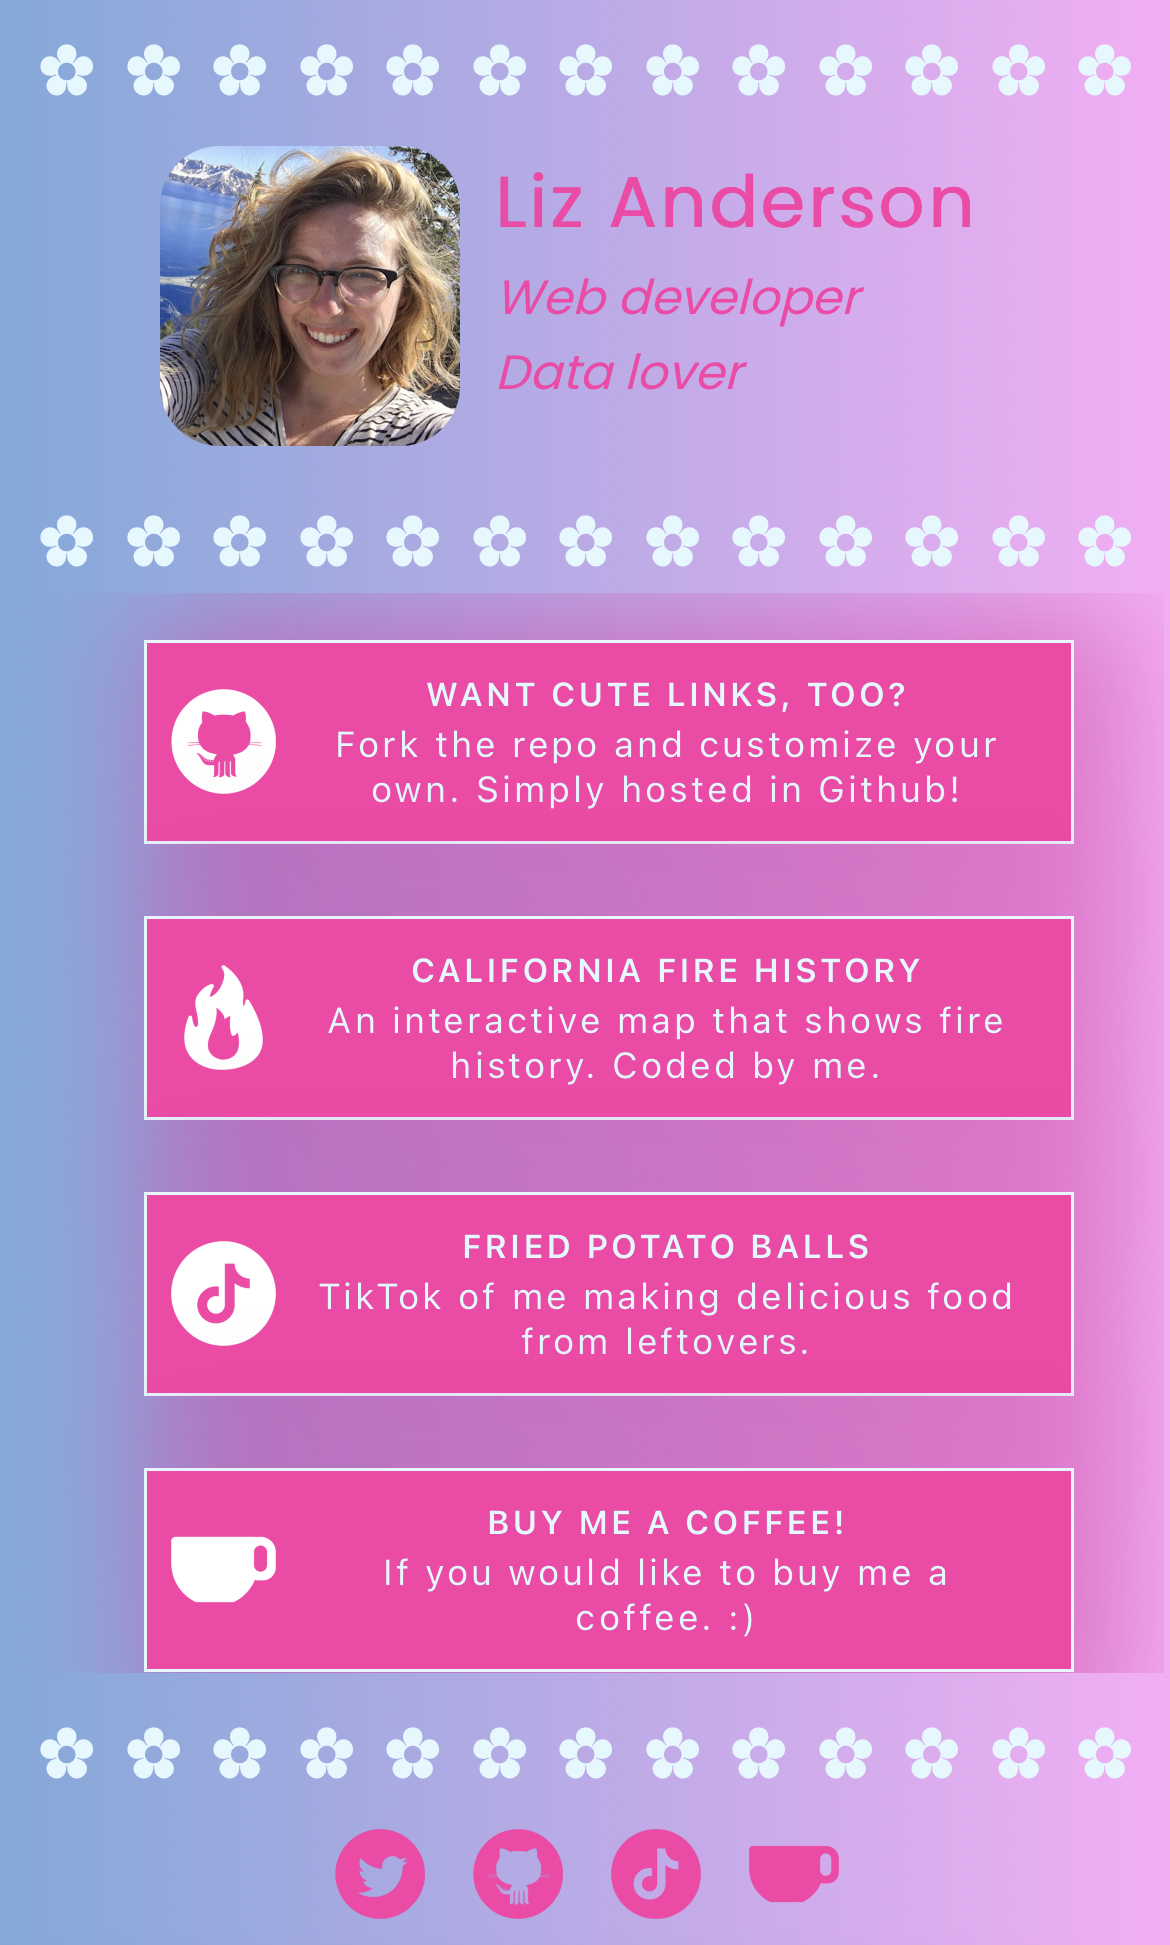 Liz Anderson
Web developer
Data lover
WANT CUTE LINKS, TOO?
Fork the repo and customize your
own. Simply hosted in Github!
CALIFORNIA FIRE HISTORY
An interactive map that shows fire
history. Coded by me.
FRIED POTATO BALLS
TikTok of me making delicious food
from leftovers.
BUY ME A COFFEE!
If you would like to buy me a
coffee. :)